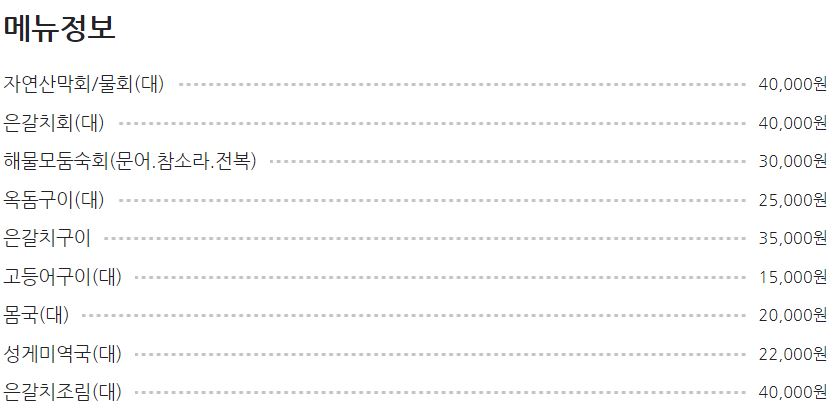 메뉴정보
자연산막회/물회(대) 40,000원
은갈치회(대) 40,000원
해물모둠숙회(문어.참소라.전복) 30,000원
옥돔구이(대) 25,000원
은갈치구이 35,000원
고등어구이(대) 15,000원
몸국(대) 20,000원
성게미역국(대) 22,000원
은갈치조림(대) 40,000원